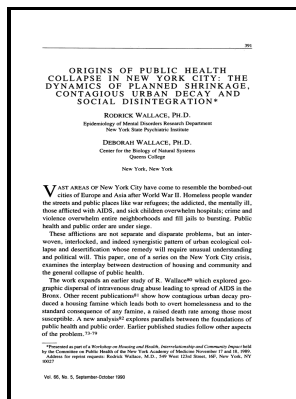 391
ORIGINS OF PUBLIC HEALTH
COLLAPSE IN NEW YORK CITY: THE
DYNAMICS OF PLANNED SHRINKAGE,
CONTAGIOUS URBAN DECAY AND
SOCIAL DISINTEGRATION*
RODRICK WALLACE, PH.D.
Epidemiology of Mental Disorders Research Department
New York State Psychiatric Institute
DEBORAH WALLACE, PH.D.
Center for the Biology of Natural Systems
Queens College
New York, New York
VAST AREAS of New York City have come to resemble the bombed-out
cities of Europe and Asia after World War II. Homeless people wander
the streets and public places like war refugees; the addicted, the mentally ill,
those afflicted with AIDS, and sick children overwhelm hospitals; crime and
violence overwhelm entire neighborhoods and fill jails to bursting. Public
health and public order are under siege.
These afflictions are not separate and disparate problems, but an inter-
woven, interlocked, and indeed synergistic pattern of urban ecological col-
lapse and desertification whose remedy will require unusual understanding
and political will. This paper, one of a series on the New York City crisis,
examines the interplay between destruction of housing and community and
the general collapse of public health.
The work expands an earlier study of R. Wallace⁸⁰ which explored geo-
graphic dispersal of intravenous drug abuse leading to spread of AIDS in the
Bronx. Other recent publications⁸¹ show how contagious urban decay pro-
duced a housing famine which leads both to overt homelessness and to the
standard consequence of any famine, a raised death rate among those most
susceptible. A new analysis⁸² explores parallels between the foundations of
public health and public order. Earlier published studies follow other aspects
of the problem.⁷³⁻⁷⁹
*Presented as part of a Workshop on Housing and Health, Interrelationship and Community Impact held
by the Committee on Public Health of the New York Academy of Medicine November 17 and 18, 1989.
Address for reprint requests: Rodrick Wallace, M.D., 549 West 123rd Street, 16F, New York, NY
10027
Vol. 66, No. 5, September-October 1990